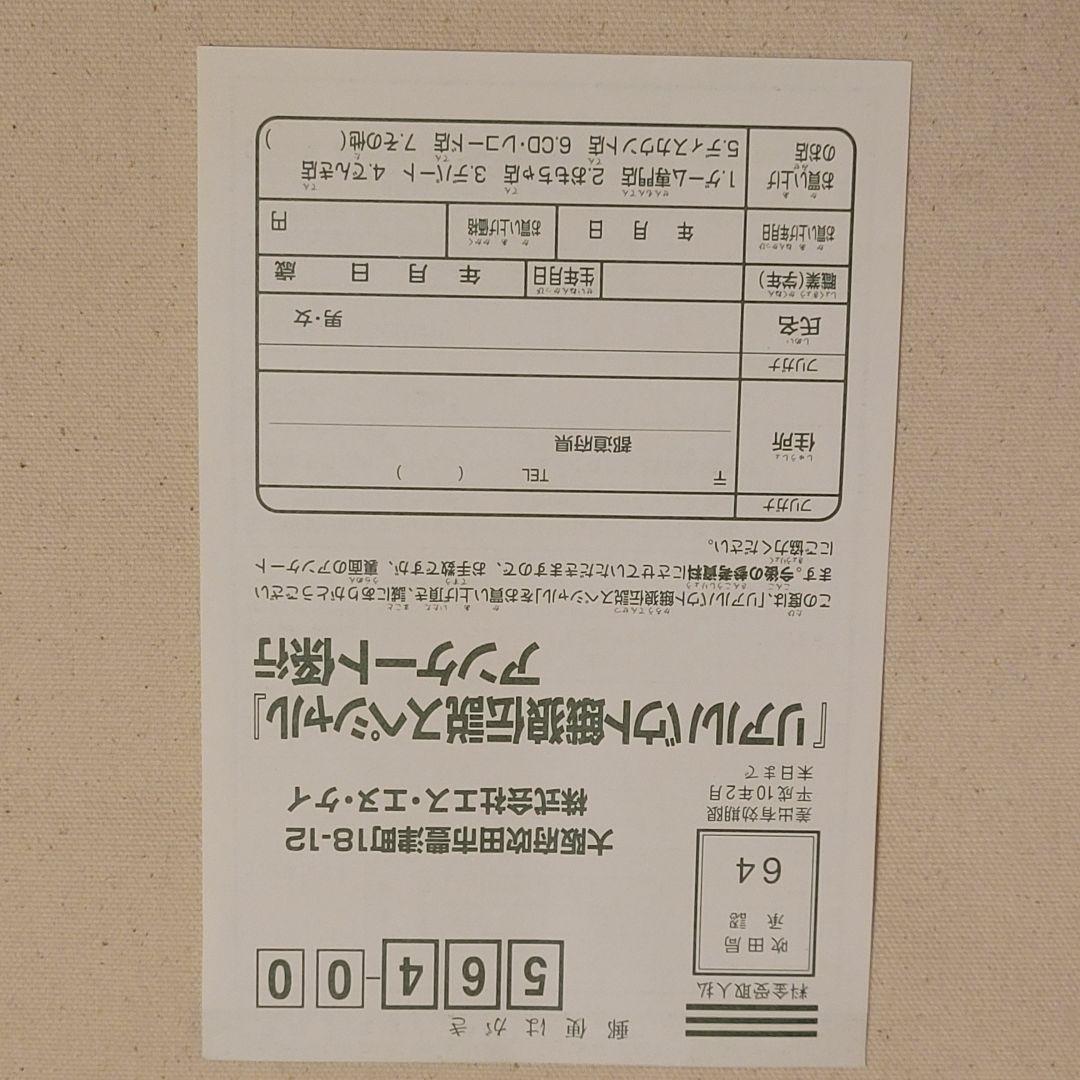 郵便はがき
料金受取人払
564-00
吹田局
承認
64
差出有効期限
平成10年2月
末日まで
大阪府吹田市豊津町18-12
株式会社エス・エヌ・ケイ
『リアルバウト餓狼伝説スペシャル』
アンケート係行
この度は、「リアルバウト餓狼伝説スペシャル」をお買い上げ頂き、誠にありがとうござい
ます。今後の参考資料にさせていただきますので、お手数ですが、裏面のアンケート
にご協力ください。
フリガナ
住所 〒 TEL ( )
都道府県
フリガナ
氏名 男・女
職業(学年) 生年月日 年 月 日 歳
お買い上げ年月日 年 月 日 お買い上げ価格 円
お買い上げ
のお店
1.ゲーム専門店 2.おもちゃ店 3.デパート 4.でんき店
5.ディスカウント店 6.CD・レコード店 7.その他( )